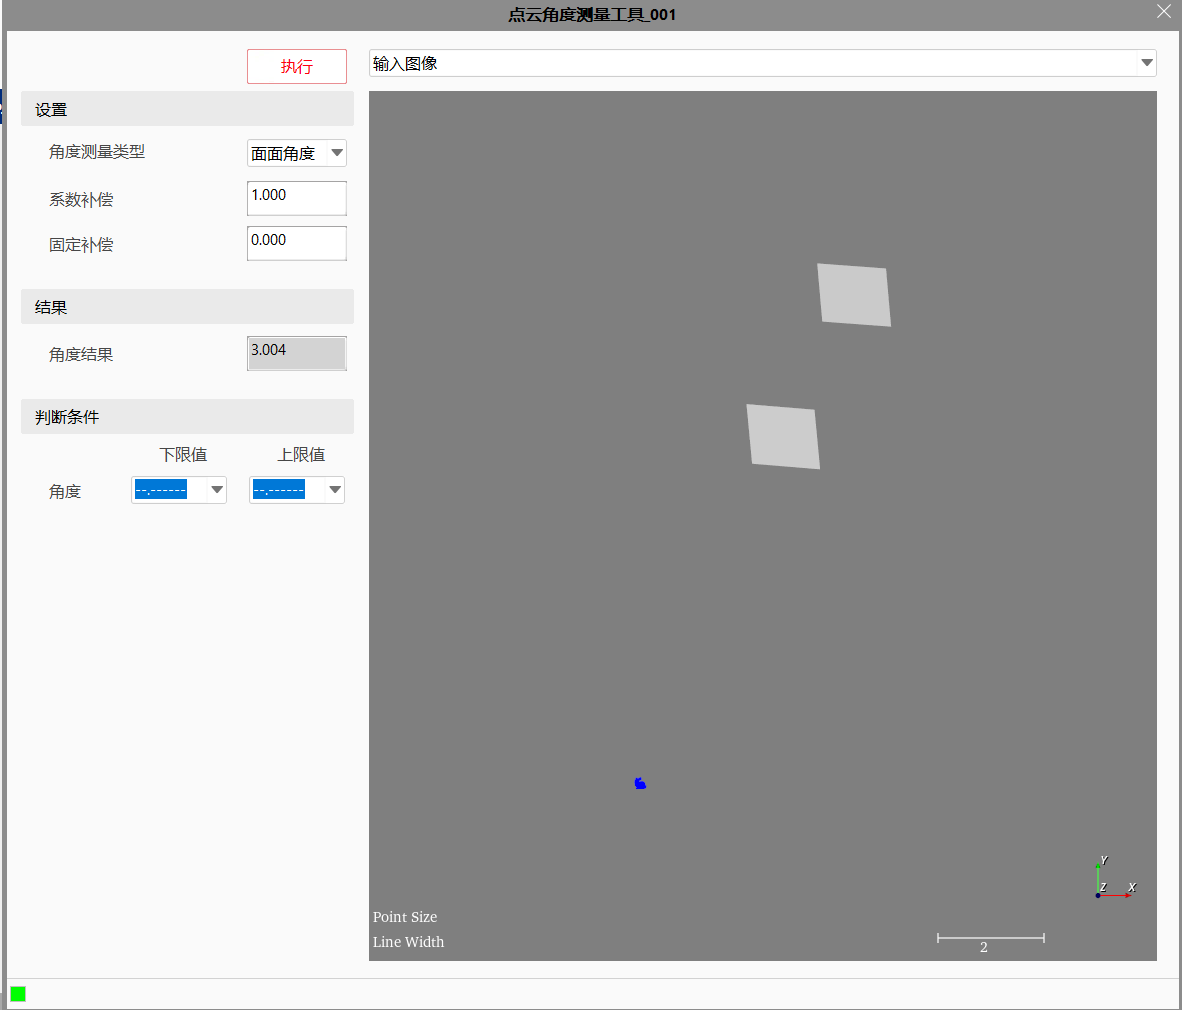 点云角度测量工具_001
执行
输入图像
设置
角度测量类型
面面角度
系数补偿
1.000
固定补偿
0.000
结果
角度结果
3.004
判断条件
下限值
上限值
角度
--.------
--.------
Y
Z
X
Point Size
Line Width
2